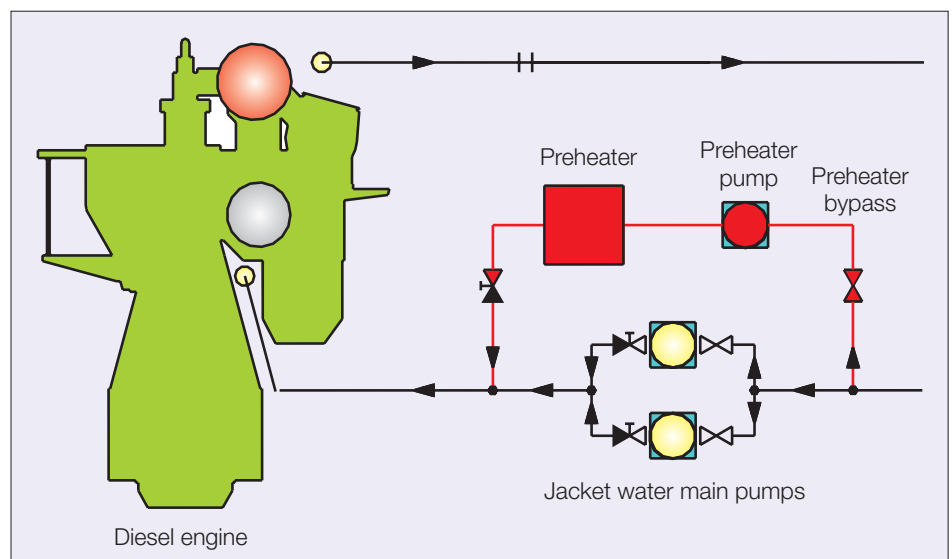 Preheater
Preheater
pump
Preheater
bypass
Jacket water main pumps
Diesel engine